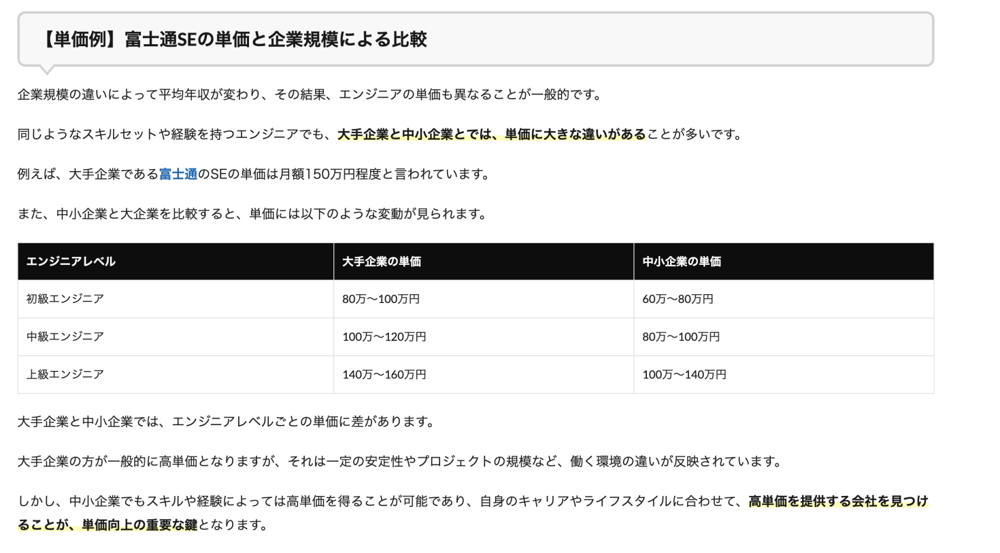 【単価例】富士通SEの単価と企業規模による比較
企業規模の違いによって平均年収が変わり、その結果、エンジニアの単価も異なることが一般的です。
同じようなスキルセットや経験を持つエンジニアでも、大手企業と中小企業とでは、単価に大きな違いがあることが多いです。
例えば、大手企業である富士通のSEの単価は月額150万円程度と言われています。
また、中小企業と大企業を比較すると、単価には以下のような変動が見られます。
エンジニアレベル 大手企業の単価 中小企業の単価
初級エンジニア 80万〜100万円 60万〜80万円
中級エンジニア 100万〜120万円 80万〜100万円
上級エンジニア 140万〜160万円 100万〜140万円
大手企業と中小企業では、エンジニアレベルごとの単価に差があります。
大手企業の方が一般的に高単価となりますが、それは一定の安定性やプロジェクトの規模など、働く環境の違いが反映されています。
しかし、中小企業でもスキルや経験によっては高単価を得ることが可能であり、自身のキャリアやライフスタイルに合わせて、高単価を提供する会社を見つけ
ることが、単価向上の重要な鍵となります。